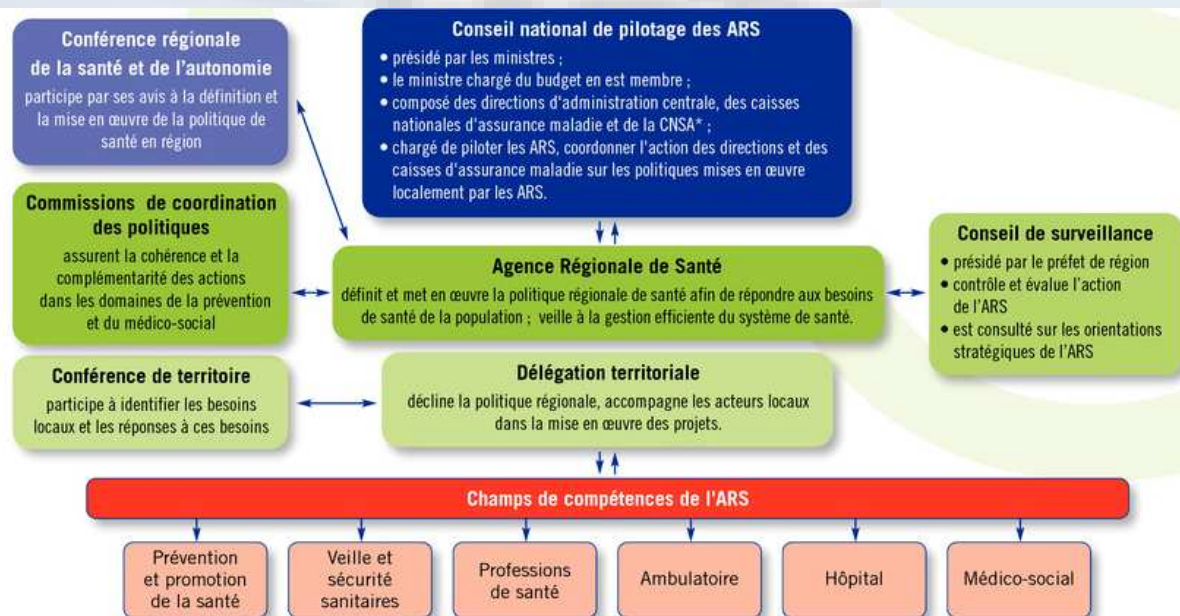 Conférence régionale
de la santé et de l'autonomie
participe par ses avis à la définition et
la mise en œuvre de la politique de
santé en région
Conseil national de pilotage des ARS
• présidé par les ministres ;
• le ministre chargé du budget en est membre ;
• composé des directions d'administration centrale, des caisses
nationales d'assurance maladie et de la CNSA* ;
• chargé de piloter les ARS, coordonner l'action des directions et des
caisses d'assurance maladie sur les politiques mises en œuvre
localement par les ARS.
Commissions de coordination
des politiques
assurent la cohérence et la
complémentarité des actions
dans les domaines de la prévention
et du médico-social
Agence Régionale de Santé
définit et met en œuvre la politique régionale de santé afin de répondre aux besoins
de santé de la population ; veille à la gestion efficiente du système de santé.
Conseil de surveillance
• présidé par le préfet de région
• contrôle et évalue l'action
de l'ARS
• est consulté sur les orientations
stratégiques de l'ARS
Conférence de territoire
participe à identifier les besoins
locaux et les réponses à ces besoins
Délégation territoriale
décline la politique régionale, accompagne les acteurs locaux
dans la mise en œuvre des projets.
Champs de compétences de l'ARS
Prévention
et promotion
de la santé
Veille et
sécurité
sanitaires
Professions
de santé
Ambulatoire
Hôpital
Médico-social